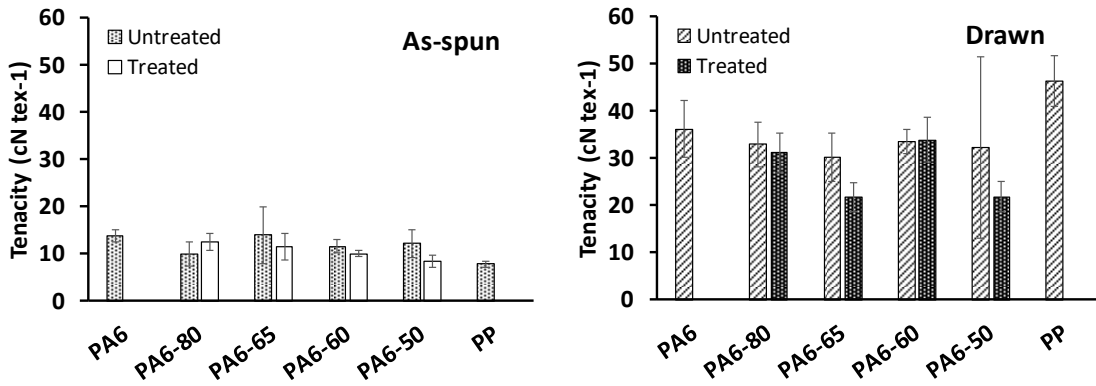 Tenacity (cN tex-1)
60
50
40
30
20
10
0
Untreated
Treated
As-spun
PA6
PA6-80
PA6-65
PA6-60
PA6-50
PP
Tenacity (cN tex-1)
60
50
40
30
20
10
0
Untreated
Treated
Drawn
PA6
PA6-80
PA6-65
PA6-60
PA6-50
PP